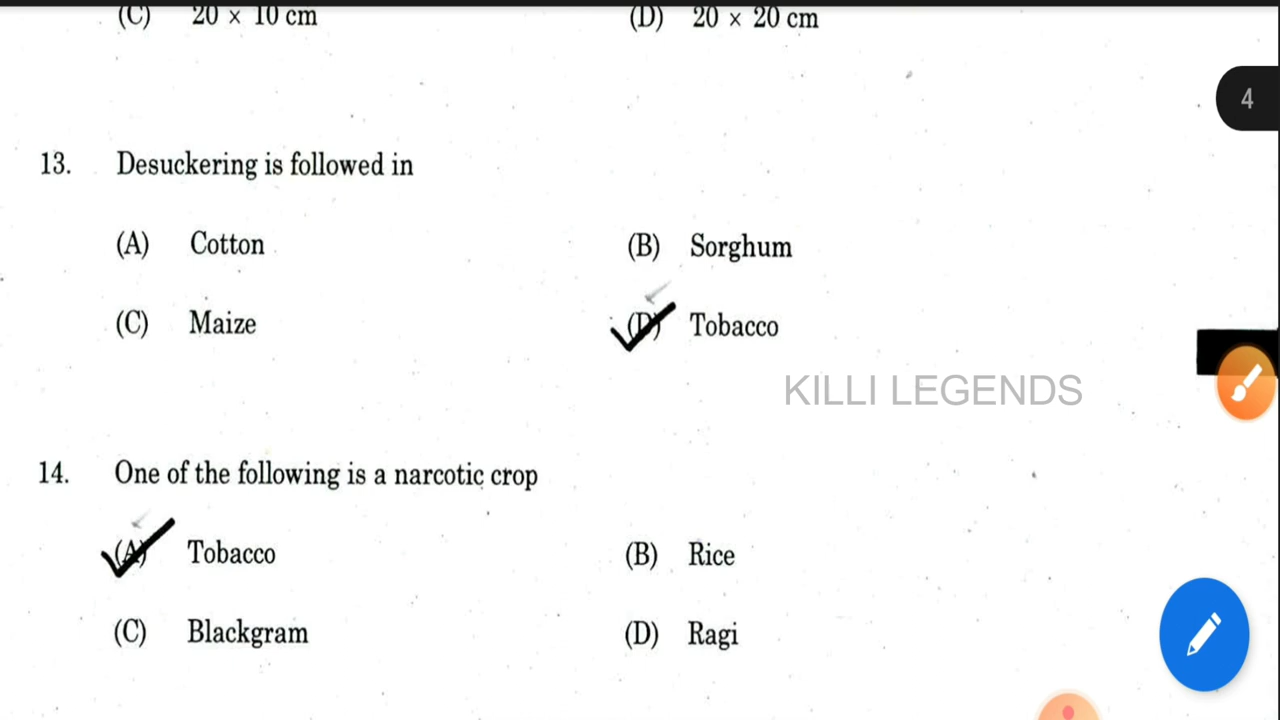 (C) 20 × 10 cm (D) 20 × 20 cm
4
13. Desuckering is followed in
(A) Cotton (B) Sorghum
(C) Maize (D) Tobacco
KILLI LEGENDS
14. One of the following is a narcotic crop
(A) Tobacco (B) Rice
(C) Blackgram (D) Ragi